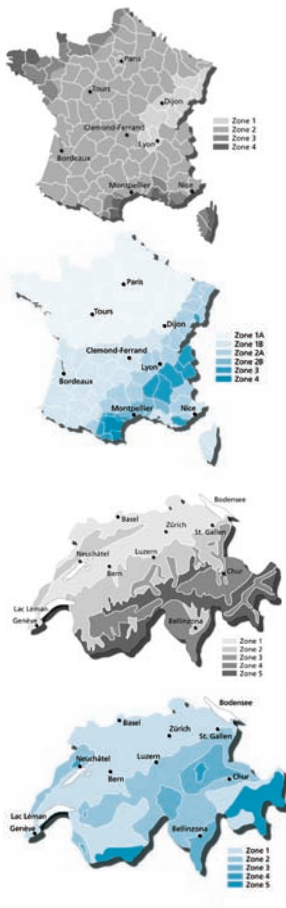 Paris
Tours
Dijon
Clemond-Ferrand
Lyon
Bordeaux
Montpellier
Nice
Zone 1
Zone 2
Zone 3
Zone 4
Paris
Tours
Dijon
Clemond-Ferrand
Lyon
Bordeaux
Montpellier
Nice
Zone 1A
Zone 1B
Zone 2A
Zone 2B
Zone 3
Zone 4
Bodensee
Basel
Zürich
St. Gallen
Neuchâtel
Luzern
Bern
Chur
Lac Léman
Genève
Bellinzona
Zone 1
Zone 2
Zone 3
Zone 4
Zone 5
Bodensee
Basel
Zürich
St. Gallen
Neuchâtel
Luzern
Bern
Chur
Lac Léman
Genève
Bellinzona
Zone 1
Zone 2
Zone 3
Zone 4
Zone 5